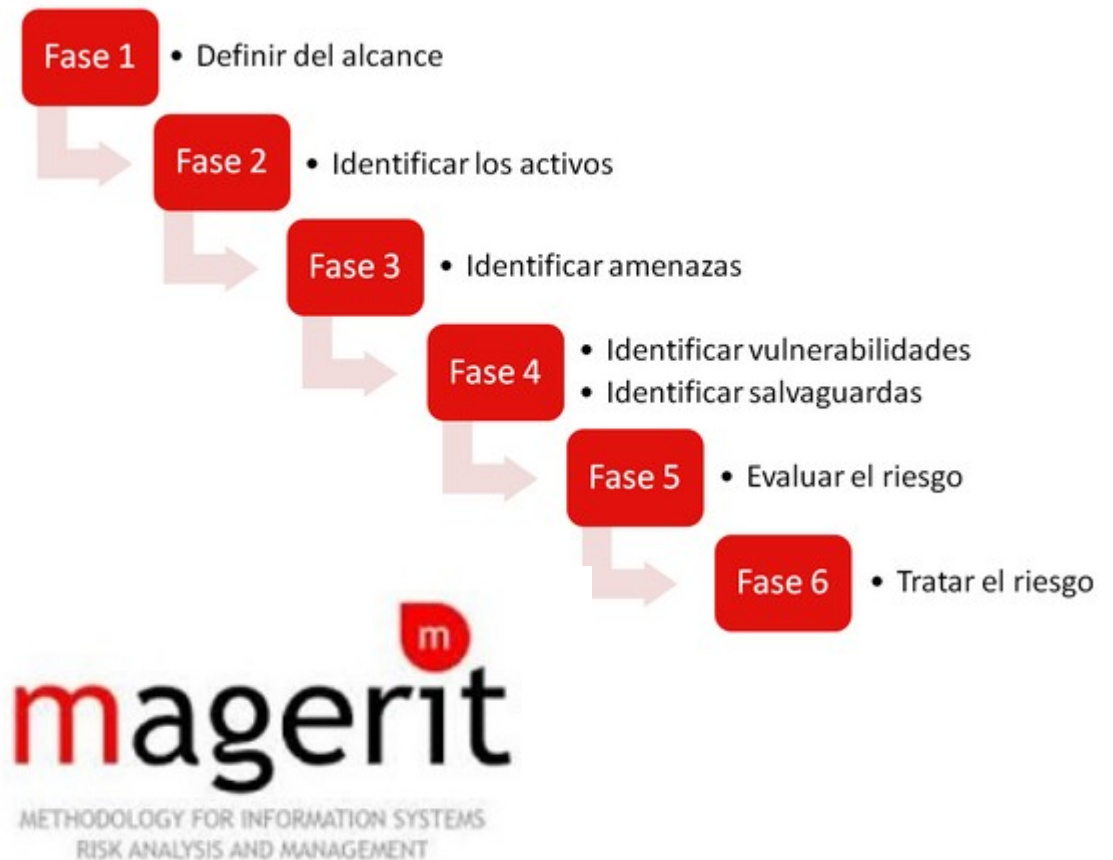 Fase 1
• Definir del alcance
Fase 2
• Identificar los activos
Fase 3
• Identificar amenazas
Fase 4
• Identificar vulnerabilidades
• Identificar salvaguardas
Fase 5
• Evaluar el riesgo
Fase 6
• Tratar el riesgo
m
magerit
METHODOLOGY FOR INFORMATION SYSTEMS
RISK ANALYSIS AND MANAGEMENT